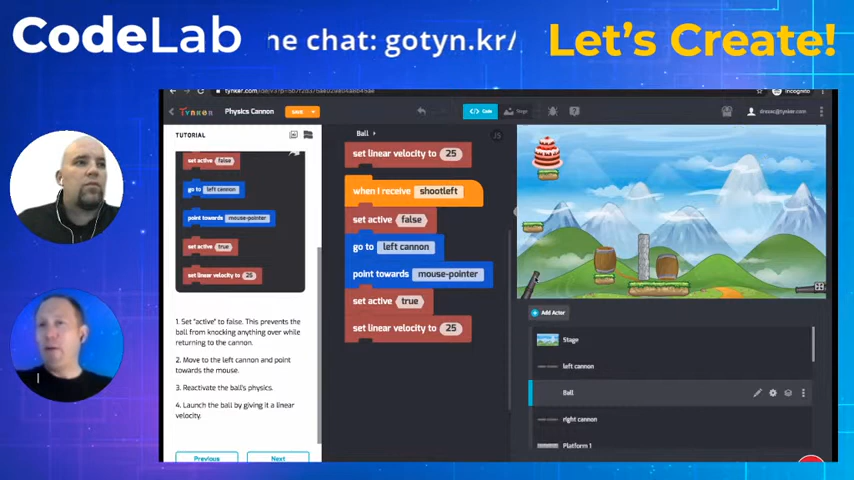 CodeLab
ne chat: gotyn.kr/
Let's Create!
Incognito
TYNKER
Physics Cannon
SAVE
Code
Stage
TUTORIAL
set active false
go to left cannon
point towards mouse-pointer
set active true
set linear velocity to 25
1. Set "active" to false. This prevents the
ball from knocking anything over while
returning to the cannon.
2. Move to the left cannon and point
towards the mouse.
3. Reactivate the ball's physics.
4. Launch the ball by giving it a linear
velocity.
Previous
Next
Ball
JS
set linear velocity to 25
when I receive shootleft
set active false
go to left cannon
point towards mouse-pointer
set active true
set linear velocity to 25
Add Actor
Stage
left cannon
Ball
right cannon
Platform 1